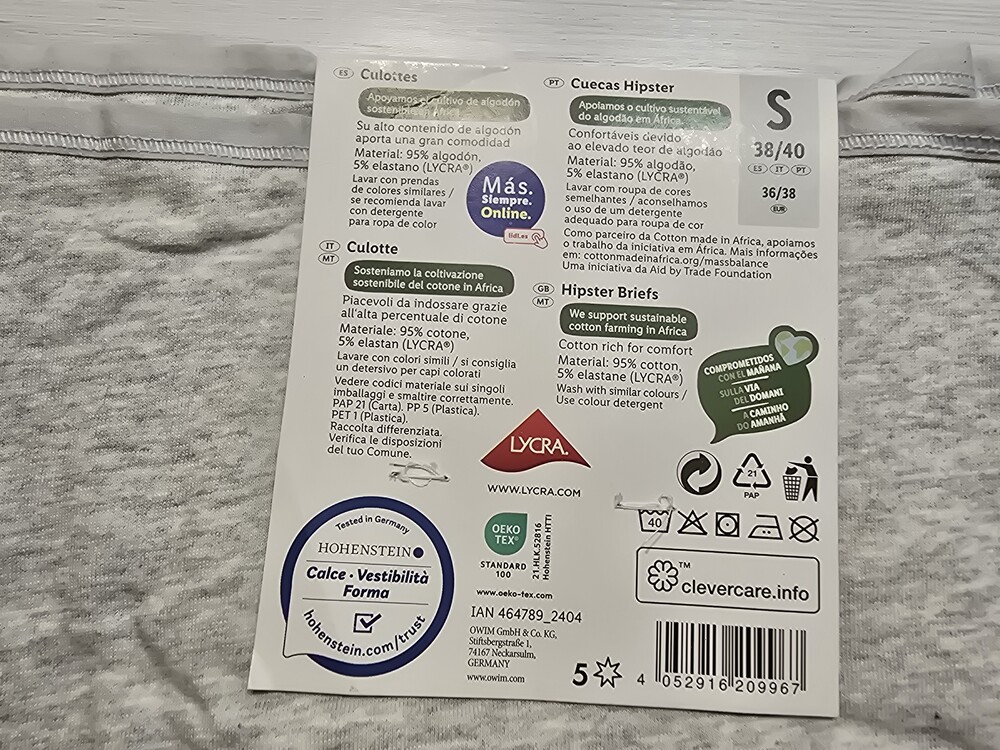 ES Culottes
Apoyamos el cultivo de algodón
sostenible en África
Su alto contenido de algodón
aporta una gran comodidad
Material: 95% algodón,
5% elastano (LYCRA®)
Lavar con prendas
de colores similares /
se recomienda lavar
con detergente
para ropa de color
Más.
Siempre.
Online.
lidl.es
IT MT Culotte
Sosteniamo la coltivazione
sostenibile del cotone in Africa
Piacevoli da indossare grazie
all'alta percentuale di cotone
Materiale: 95% cotone,
5% elastan (LYCRA®)
Lavare con colori simili / si consiglia
un detersivo per capi colorati
Vedere codici materiale sui singoli
imballaggi e smaltire correttamente.
PAP 21 (Carta). PP 5 (Plastica).
PET 1 (Plastica).
Raccolta differenziata.
Verifica le disposizioni
del tuo Comune.
PT Cuecas Hipster
Apoiamos o cultivo sustentável
do algodão em África.
Confortáveis devido
ao elevado teor de algodão
Material: 95% algodão,
5% elastano (LYCRA®)
Lavar com roupa de cores
semelhantes / aconselhamos
o uso de um detergente
adequado para roupa de cor
Como parceiro da Cotton made in Africa, apoiamos
o trabalho da iniciativa em África. Mais informações
em: cottonmadeinafrica.org/massbalance
Uma iniciativa da Aid by Trade Foundation
S
38/40
ES IT PT
36/38
EUR
GB MT Hipster Briefs
We support sustainable
cotton farming in Africa
Cotton rich for comfort
Material: 95% cotton,
5% elastane (LYCRA®)
Wash with similar colours /
Use colour detergent
COMPROMETIDOS
CON EL MAÑANA
SULLA VIA
DEL DOMANI
A CAMINHO
DO AMANHÃ
LYCRA®
WWW.LYCRA.COM
21
PAP
40
™
clevercare.info
Tested in Germany
HOHENSTEIN
Calce · Vestibilità
Forma
hohenstein.com/trust
OEKO
TEX®
STANDARD
100
21.HLK.52816
Hohenstein HTTI
www.oeko-tex.com
IAN 464789_2404
OWIM GmbH & Co. KG,
Stiftsbergstraße 1,
74167 Neckarsulm,
GERMANY
www.owim.com
5
4 052916 209967